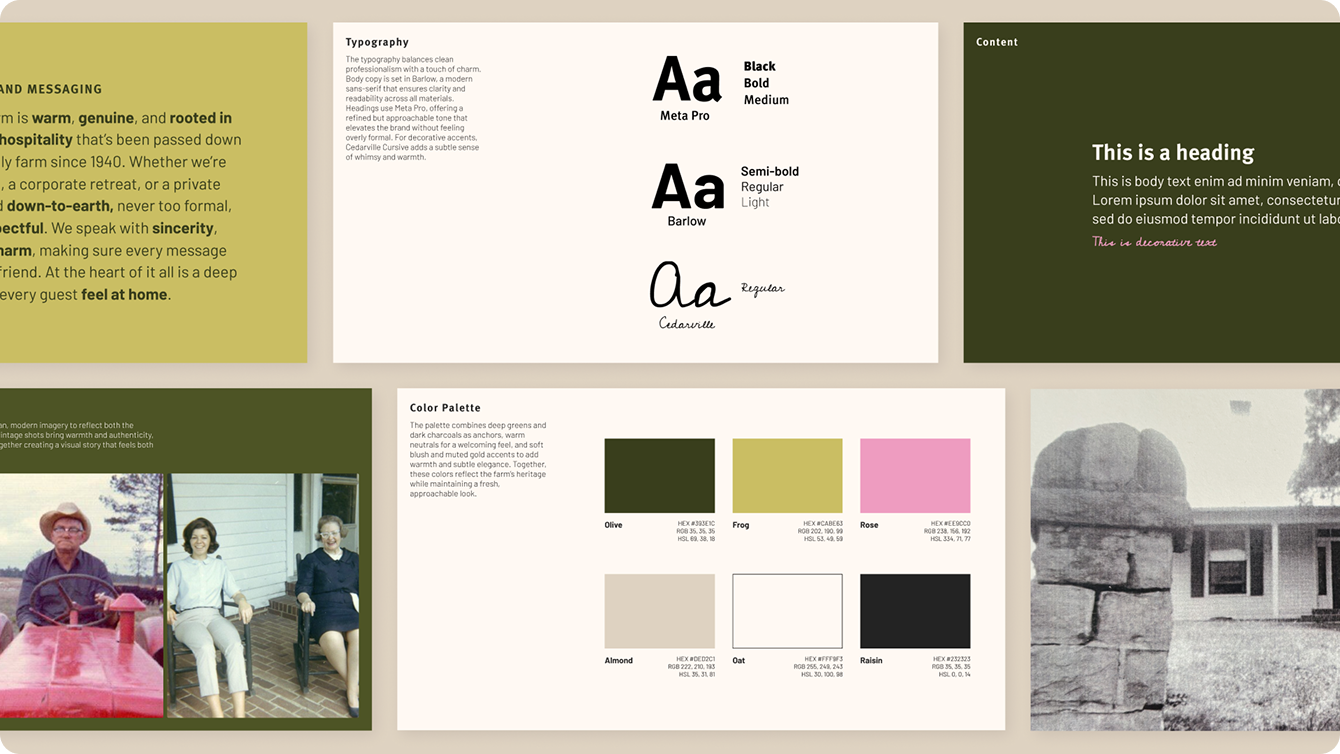 AND MESSAGING
rm is warm, genuine, and rooted in
hospitality that's been passed down
ly farm since 1940. Whether we're
, a corporate retreat, or a private
d down-to-earth, never too formal,
pectful. We speak with sincerity,
harm, making sure every message
friend. At the heart of it all is a deep
every guest feel at home.
Typography
The typography balances clean
professionalism with a touch of charm.
Body copy is set in Barlow, a modern
sans-serif that ensures clarity and
readability across all materials.
Headings use Meta Pro, offering a
refined but approachable tone that
elevates the brand without feeling
overly formal. For decorative accents,
Cedarville Cursive adds a subtle sense
of whimsy and warmth.
Aa
Meta Pro
Black
Bold
Medium
Aa
Barlow
Semi-bold
Regular
Light
Aa
Cedarville
Regular
Content
This is a heading
This is body text enim ad minim veniam,
Lorem ipsum dolor sit amet, consectetur
sed do eiusmod tempor incididunt ut labo
This is decorative text
an, modern imagery to reflect both the
intage shots bring warmth and authenticity,
gether creating a visual story that feels both
Color Palette
The palette combines deep greens and
dark charcoals as anchors, warm
neutrals for a welcoming feel, and soft
blush and muted gold accents to add
warmth and subtle elegance. Together,
these colors reflect the farm's heritage
while maintaining a fresh,
approachable look.
Olive
HEX #393E1C
RGB 35, 35, 35
HSL 69, 38, 18
Frog
HEX #CABE63
RGB 202, 190, 99
HSL 53, 49, 59
Rose
HEX #EE9CC0
RGB 238, 156, 192
HSL 334, 71, 77
Almond
HEX #DED2C1
RGB 222, 210, 193
HSL 35, 31, 81
Oat
HEX #FFF9F3
RGB 255, 249, 243
HSL 30, 100, 98
Raisin
HEX #232323
RGB 35, 35, 35
HSL 0, 0, 14